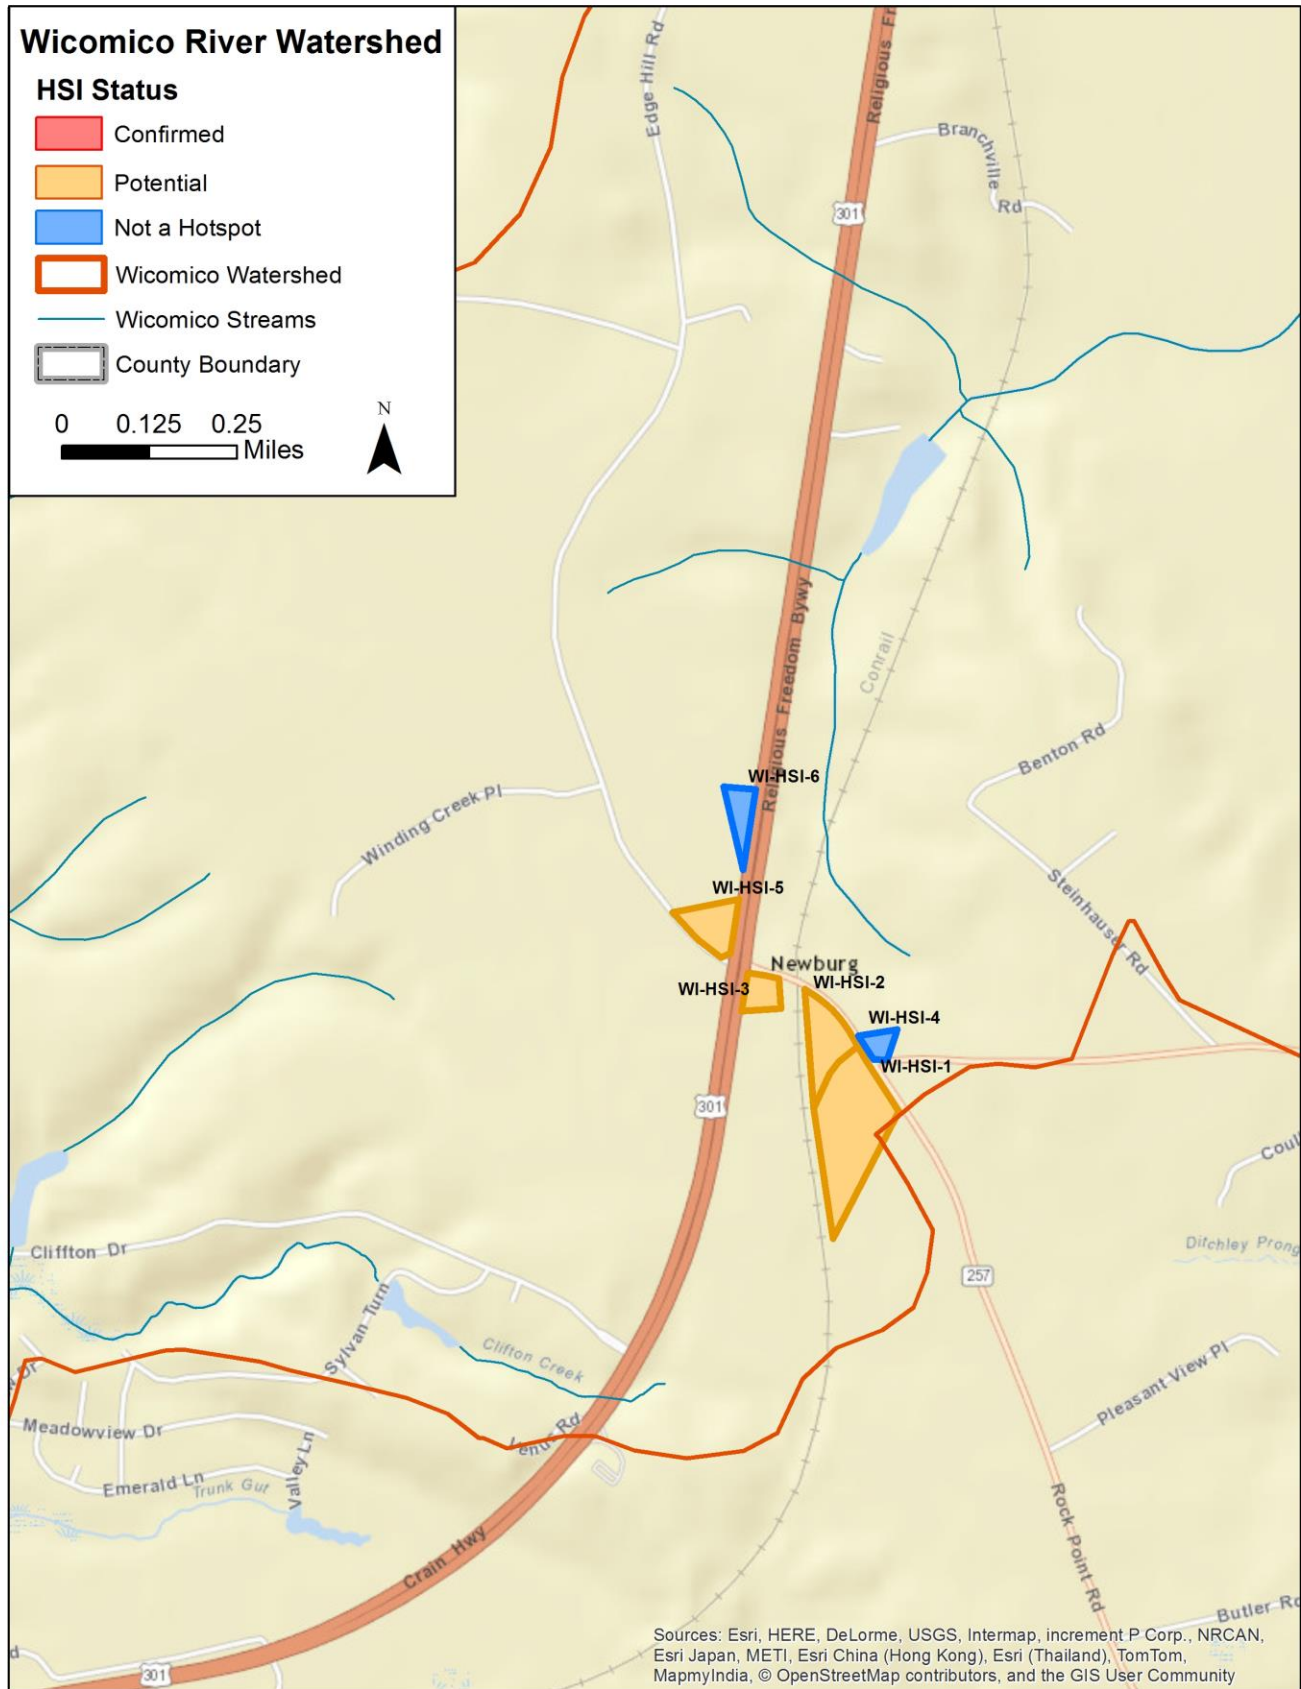 Wicomico River Watershed
HSI Status
Confirmed
Potential
Not a Hotspot
Wicomico Watershed
Wicomico Streams
County Boundary
0 0.125 0.25
Miles
N
Edge Hill Rd
Religious Fr
Branchville
Rd
301
Religious Freedom Bywy
Conrail
Benton Rd
WI-HSI-6
Winding Creek Pl
Steinhauser Rd
WI-HSI-5
Newburg
WI-HSI-3
WI-HSI-2
WI-HSI-4
WI-HSI-1
301
Coul
Cliffton Dr
Ditchley Prong
257
Sylvan Turn
Clifton Creek
w Dr
Pleasant View Pl
Meadowview Dr
Venus Rd
Valley Ln
Emerald Ln
Trunk Gut
Rock Point Rd
Crain Hwy
Butler Rd
d
301
Sources: Esri, HERE, DeLorme, USGS, Intermap, increment P Corp., NRCAN,
Esri Japan, METI, Esri China (Hong Kong), Esri (Thailand), TomTom,
MapmyIndia, © OpenStreetMap contributors, and the GIS User Community